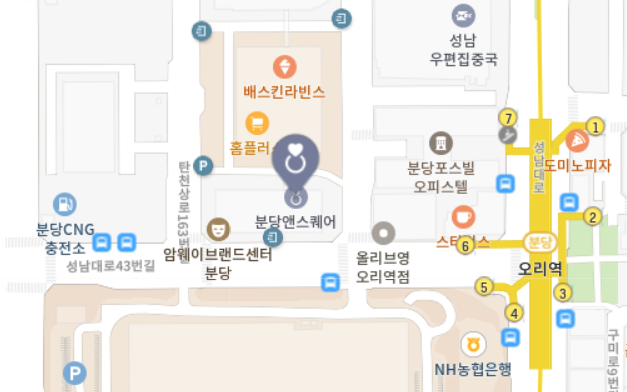 성남
우편집중국
배스킨라빈스
7
1
홈플러
성남대로
도미노피자
P
분당포스빌
오피스텔
탄천상로163번길
분당CNG
충전소
분당앤스퀘어
2
스타
스
6
분당
암웨이브랜드센터
분당
올리브영
오리역점
오리역
성남대로43번길
5
3
4
구미로9번
NH농협은행
P